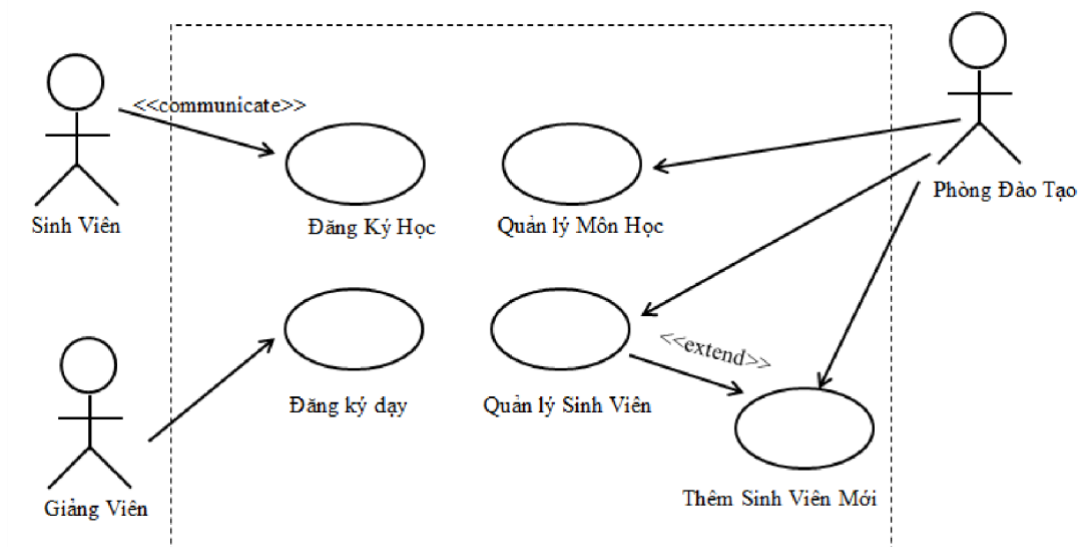 <<communicate>>
Sinh Viên
Đăng Ký Học
Quản lý Môn Học
Phòng Đào Tạo
<<extend>>
Đăng ký dạy
Quản lý Sinh Viên
Giảng Viên
Thêm Sinh Viên Mới